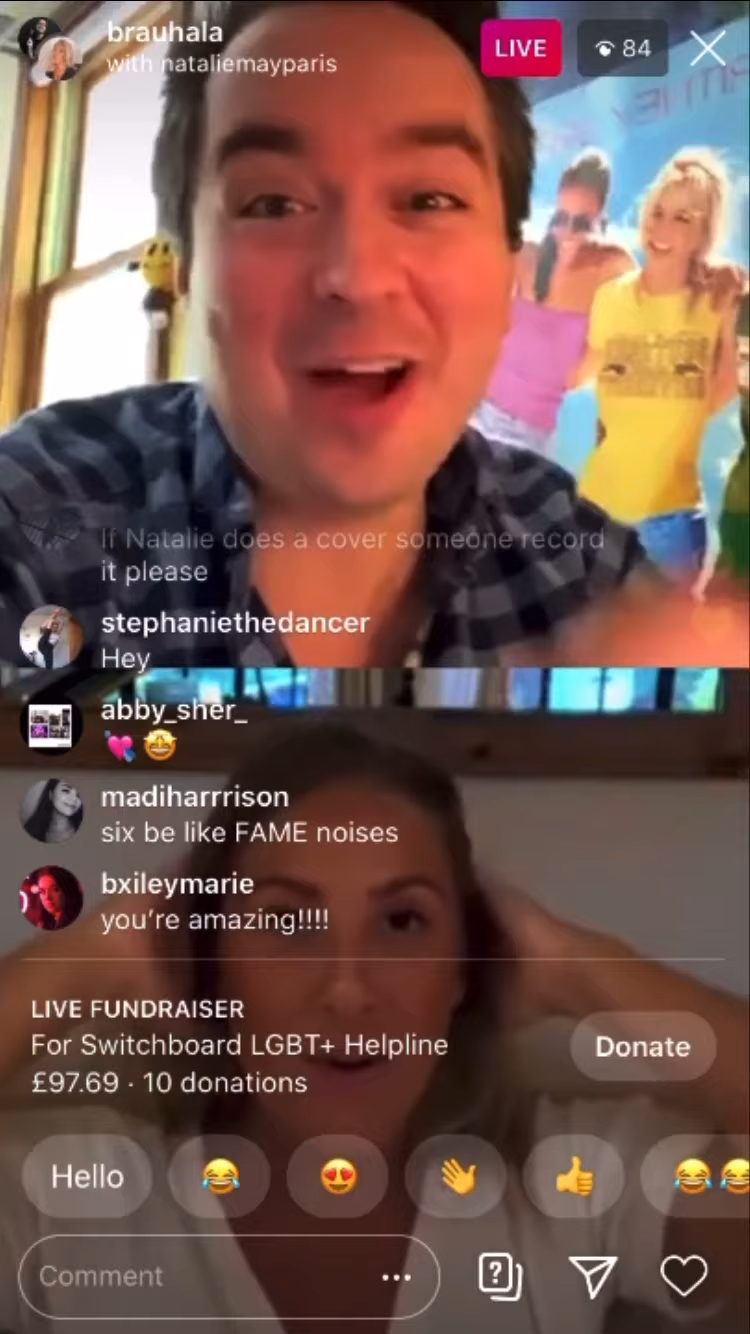 brauhala
with nataliemayparis
LIVE
84
If Natalie does a cover someone record
it please
stephaniethedancer
Hey
abby_sher_
💘 🤩
madiharrrison
six be like FAME noises
bxileymarie
you’re amazing!!!!
LIVE FUNDRAISER
For Switchboard LGBT+ Helpline
£97.69 · 10 donations
Donate
Hello 😂 😍 👋 👍 😂 😂
Comment